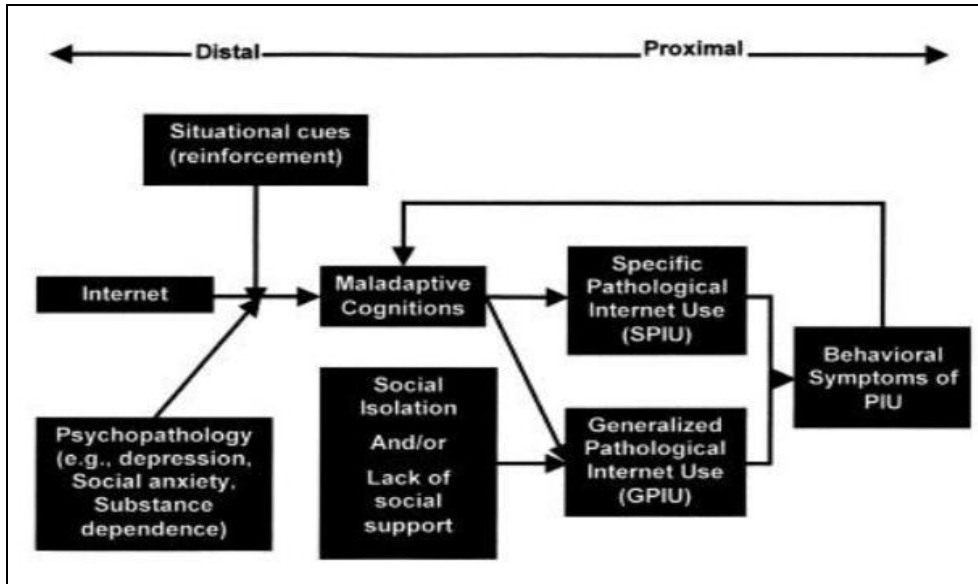 Distal
Proximal
Situational cues
(reinforcement)
Internet
Maladaptive
Cognitions
Specific
Pathological
Internet Use
(SPIU)
Behavioral
Symptoms of
PIU
Psychopathology
(e.g., depression,
Social anxiety,
Substance
dependence)
Social
Isolation
And/or
Lack of
social
support
Generalized
Pathological
Internet Use
(GPIU)